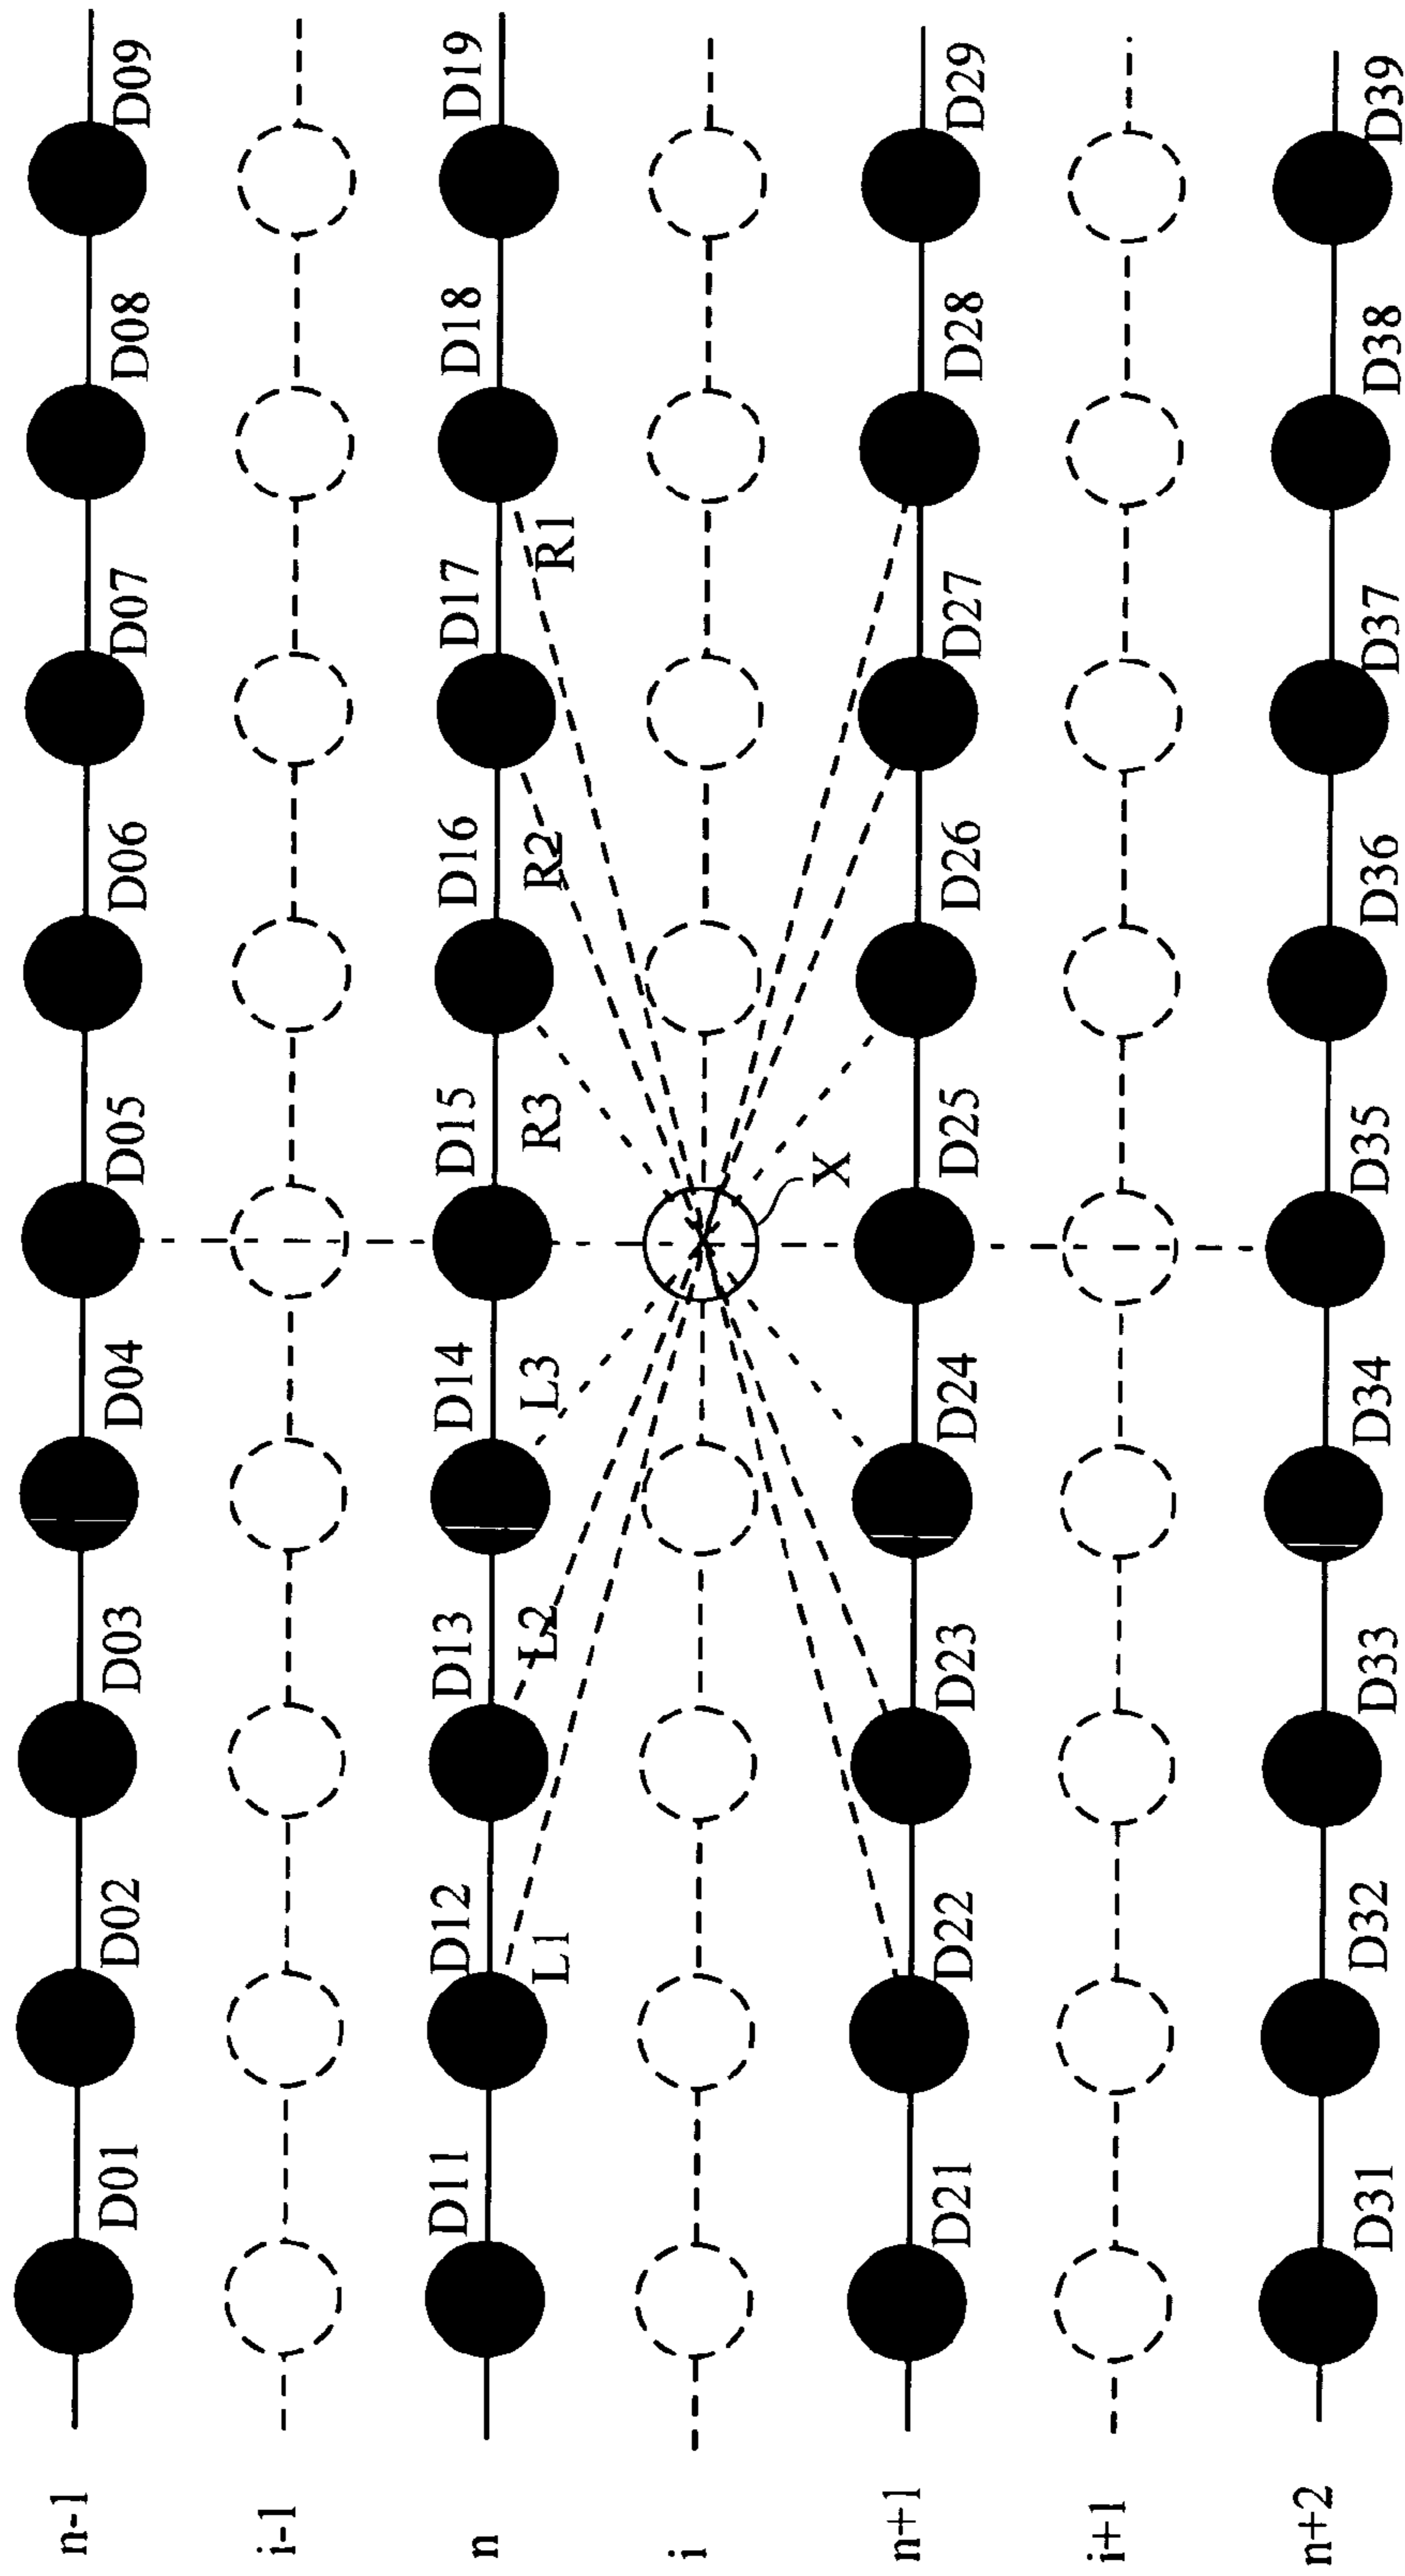 n-1
D01 D02 D03 D04 D05 D06 D07 D08 D09
i-1
n
D11 D12 D13 D14 D15 D16 D17 D18 D19
L1 L2 L3 R3 R2 R1
i
X
n+1
D21 D22 D23 D24 D25 D26 D27 D28 D29
i+1
n+2
D31 D32 D33 D34 D35 D36 D37 D38 D39